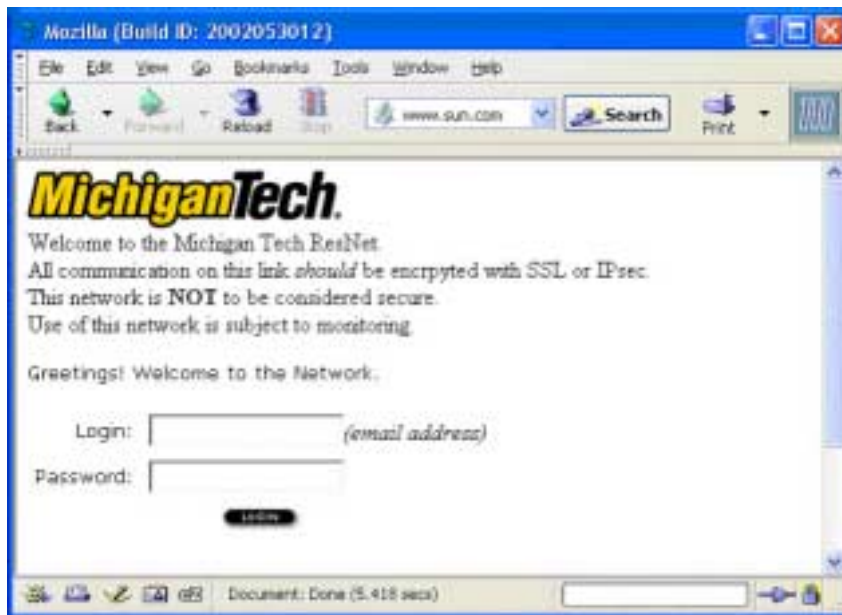 Mozilla (Build ID: 2002053012)
File Edit View Go Bookmarks Tools Window Help
Back Forward Reload Stop www.sun.com Search Print
MichiganTech.
Welcome to the Michigan Tech ResNet.
All communication on this link should be encrpyted with SSL or IPsec.
This network is NOT to be considered secure.
Use of this network is subject to monitoring.
Greetings! Welcome to the Network.
Login: (email address)
Password:
LOGIN
Document: Done (5.418 secs)